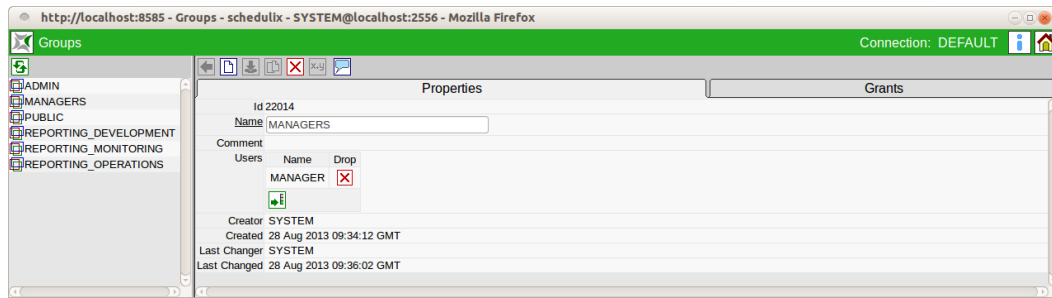 http://localhost:8585 - Groups - schedulix - SYSTEM@localhost:2556 - Mozilla Firefox
Groups
Connection: DEFAULT
ADMIN
MANAGERS
PUBLIC
REPORTING_DEVELOPMENT
REPORTING_MONITORING
REPORTING_OPERATIONS
x,y
Properties
Grants
Id 22014
Name MANAGERS
Comment
Users Name Drop
MANAGER
Creator SYSTEM
Created 28 Aug 2013 09:34:12 GMT
Last Changer SYSTEM
Last Changed 28 Aug 2013 09:36:02 GMT